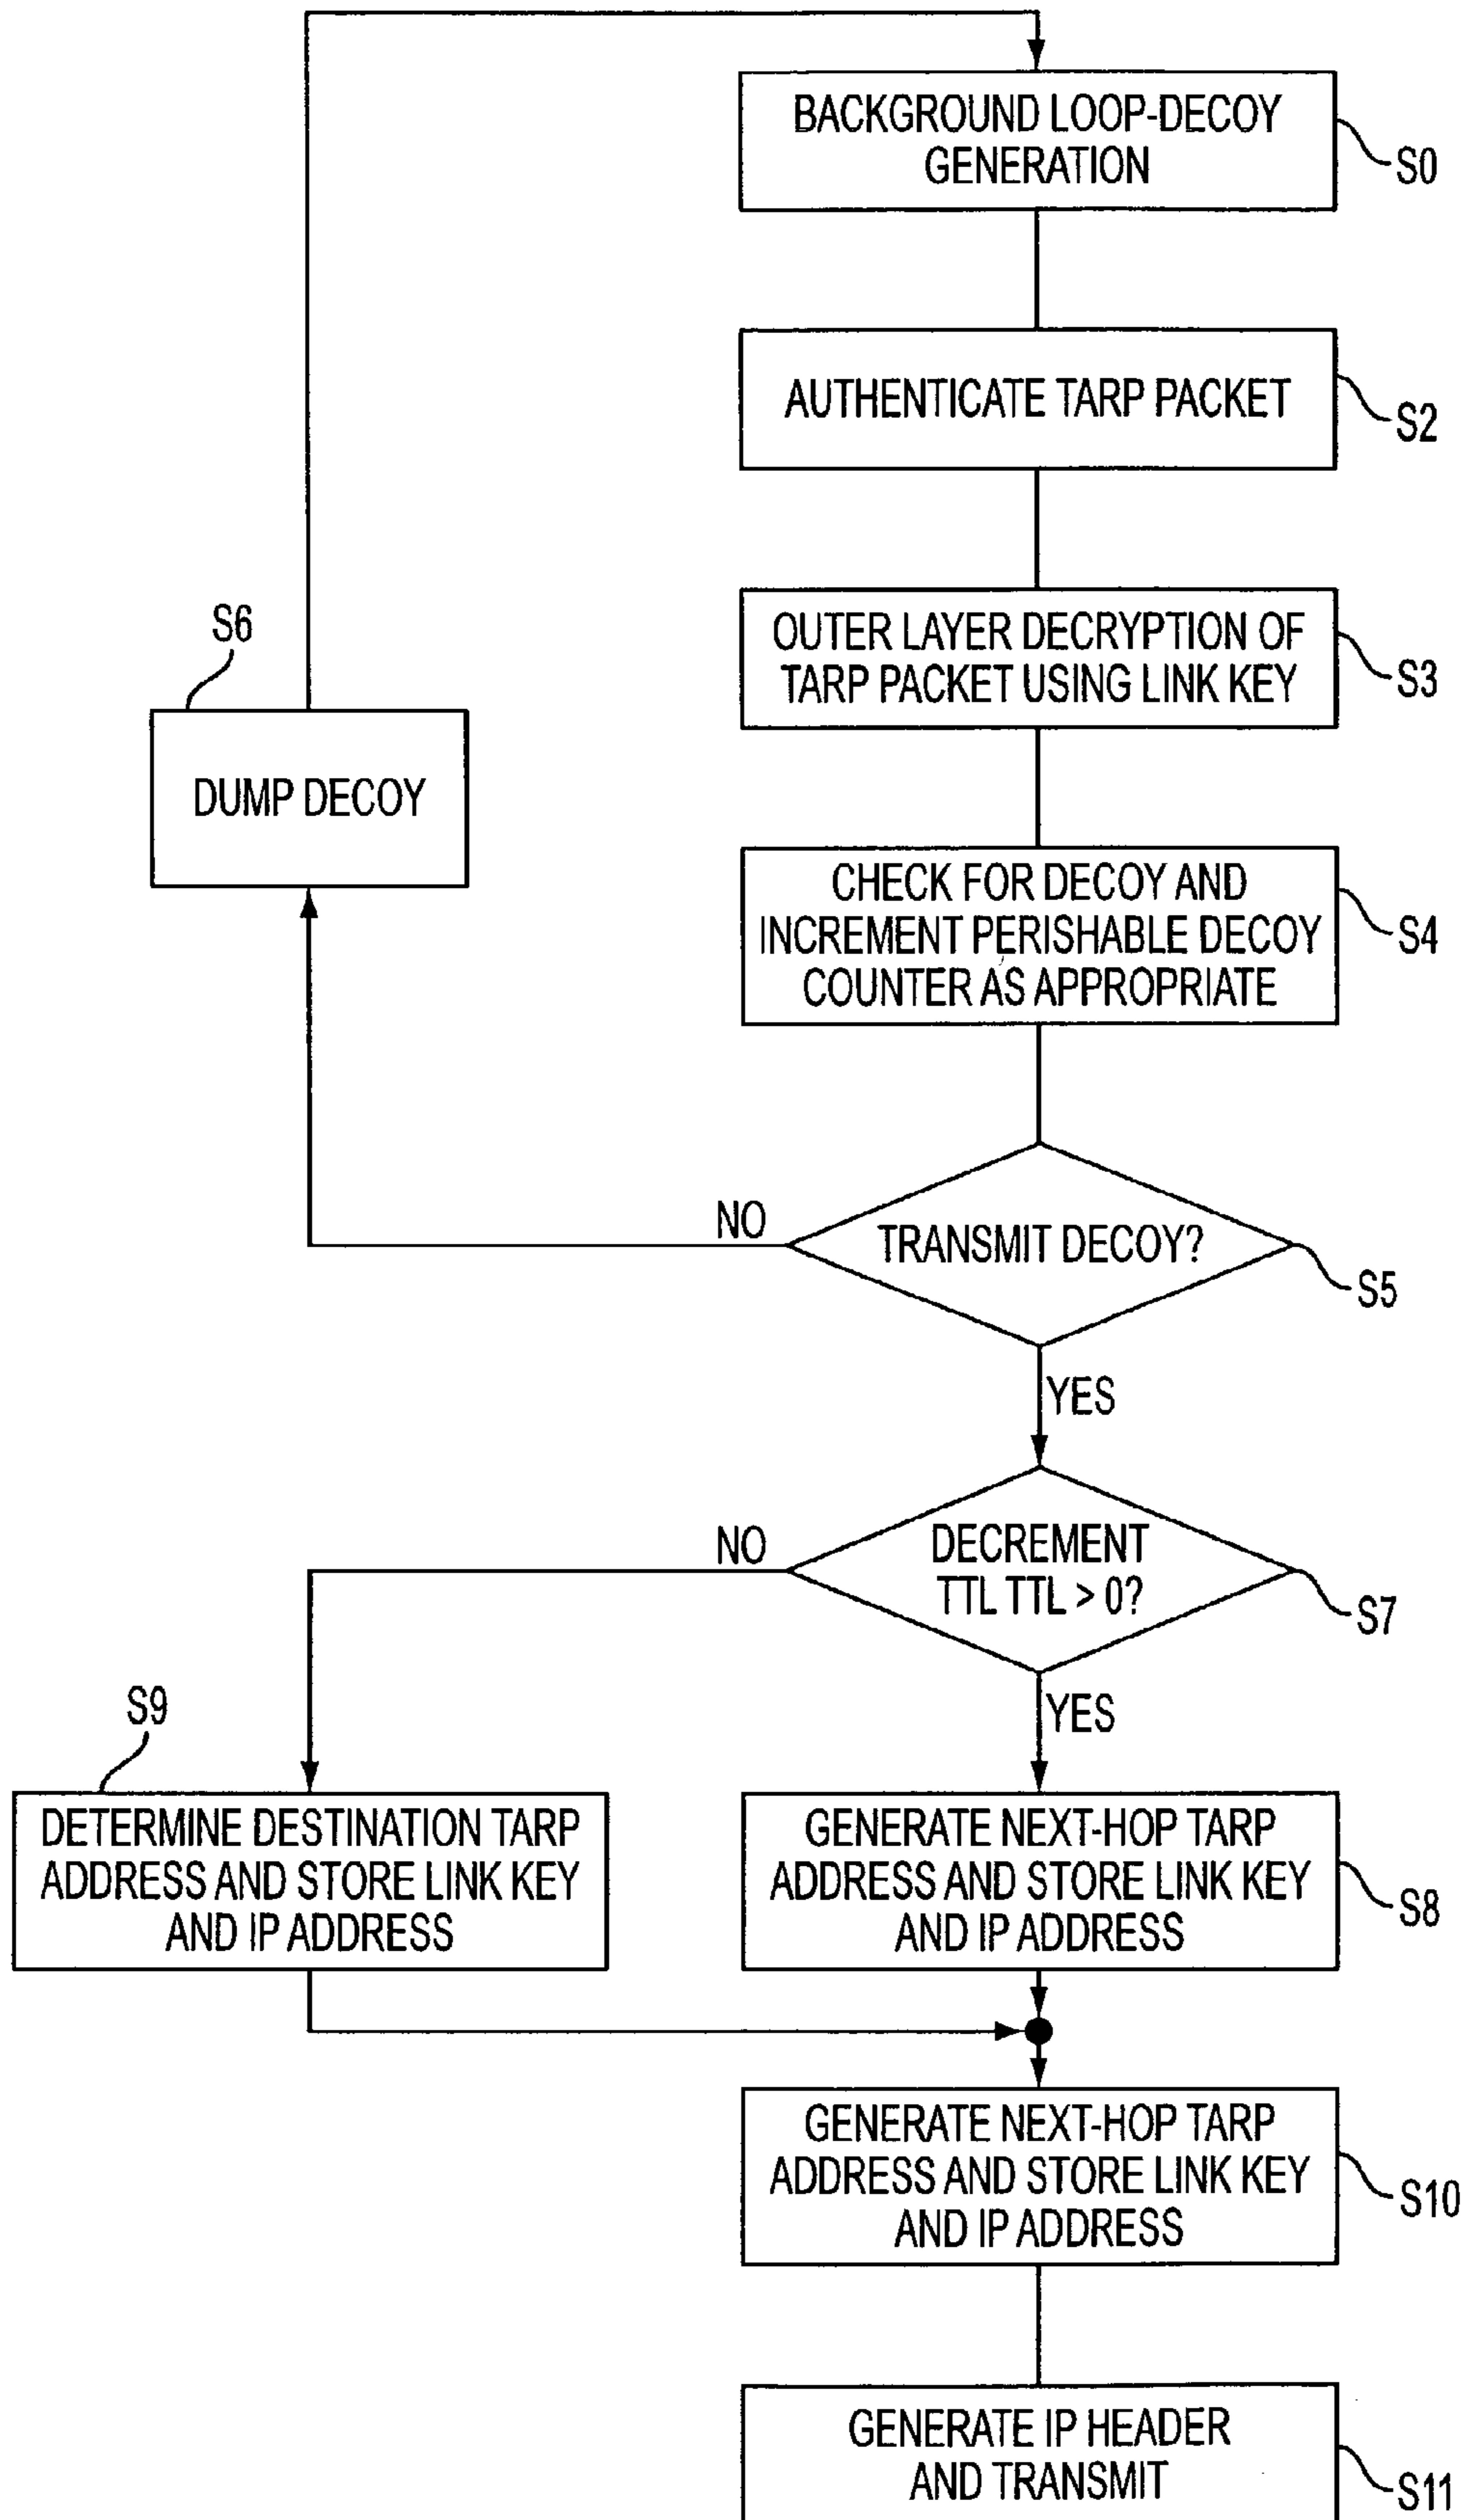 BACKGROUND LOOP-DECOY
GENERATION
S0
AUTHENTICATE TARP PACKET
S2
OUTER LAYER DECRYPTION OF
TARP PACKET USING LINK KEY
S3
S6
DUMP DECOY
CHECK FOR DECOY AND
INCREMENT PERISHABLE DECOY
COUNTER AS APPROPRIATE
S4
NO
TRANSMIT DECOY?
S5
YES
NO
DECREMENT
TTL TTL > 0?
S7
YES
S9
DETERMINE DESTINATION TARP
ADDRESS AND STORE LINK KEY
AND IP ADDRESS
GENERATE NEXT-HOP TARP
ADDRESS AND STORE LINK KEY
AND IP ADDRESS
S8
GENERATE NEXT-HOP TARP
ADDRESS AND STORE LINK KEY
AND IP ADDRESS
S10
GENERATE IP HEADER
AND TRANSMIT
S11